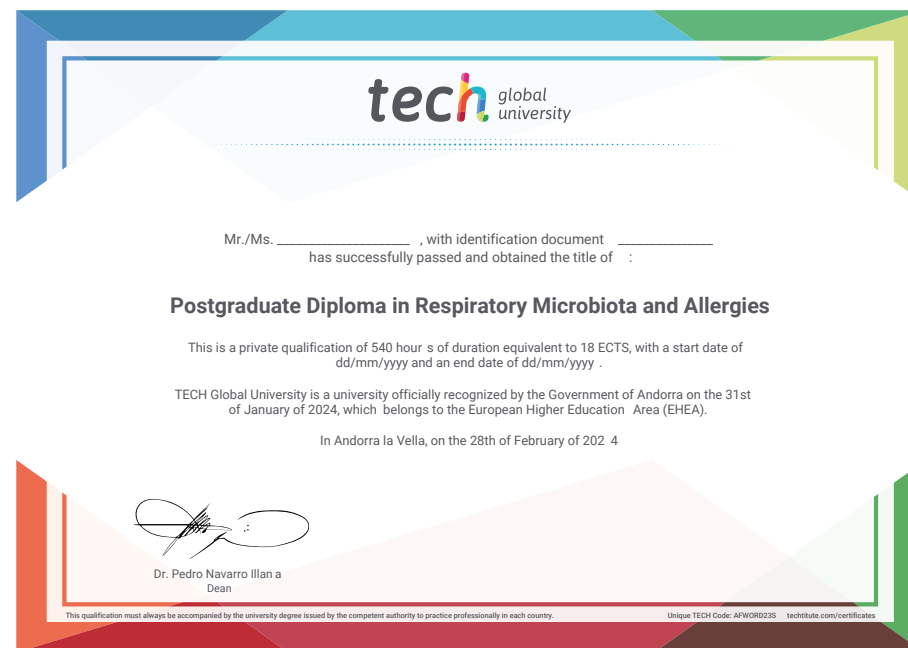 tech global
university
Mr./Ms. ____________________ , with identification document ______________
has successfully passed and obtained the title of :
Postgraduate Diploma in Respiratory Microbiota and Allergies
This is a private qualification of 540 hour s of duration equivalent to 18 ECTS, with a start date of
dd/mm/yyyy and an end date of dd/mm/yyyy .
TECH Global University is a university officially recognized by the Government of Andorra on the 31st
of January of 2024, which belongs to the European Higher Education Area (EHEA).
In Andorra la Vella, on the 28th of February of 202 4
Dr. Pedro Navarro Illan a
Dean
This qualification must always be accompanied by the university degree issued by the competent authority to practice professionally in each country. Unique TECH Code: AFWORD23S techtitute.com/certificates